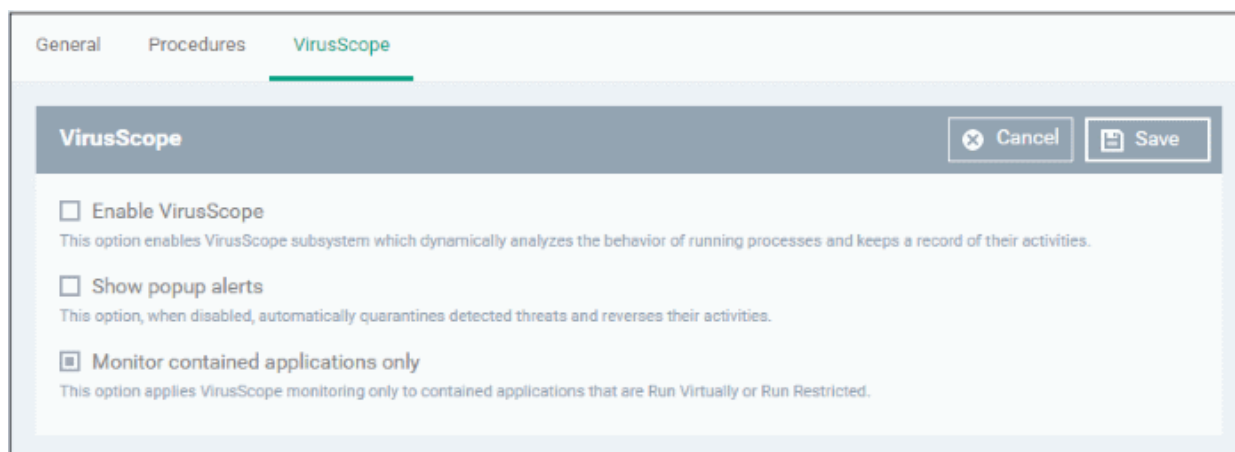 General Procedures VirusScope
VirusScope Cancel Save
Enable VirusScope
This option enables VirusScope subsystem which dynamically analyzes the behavior of running processes and keeps a record of their activities.
Show popup alerts
This option, when disabled, automatically quarantines detected threats and reverses their activities.
Monitor contained applications only
This option applies VirusScope monitoring only to contained applications that are Run Virtually or Run Restricted.